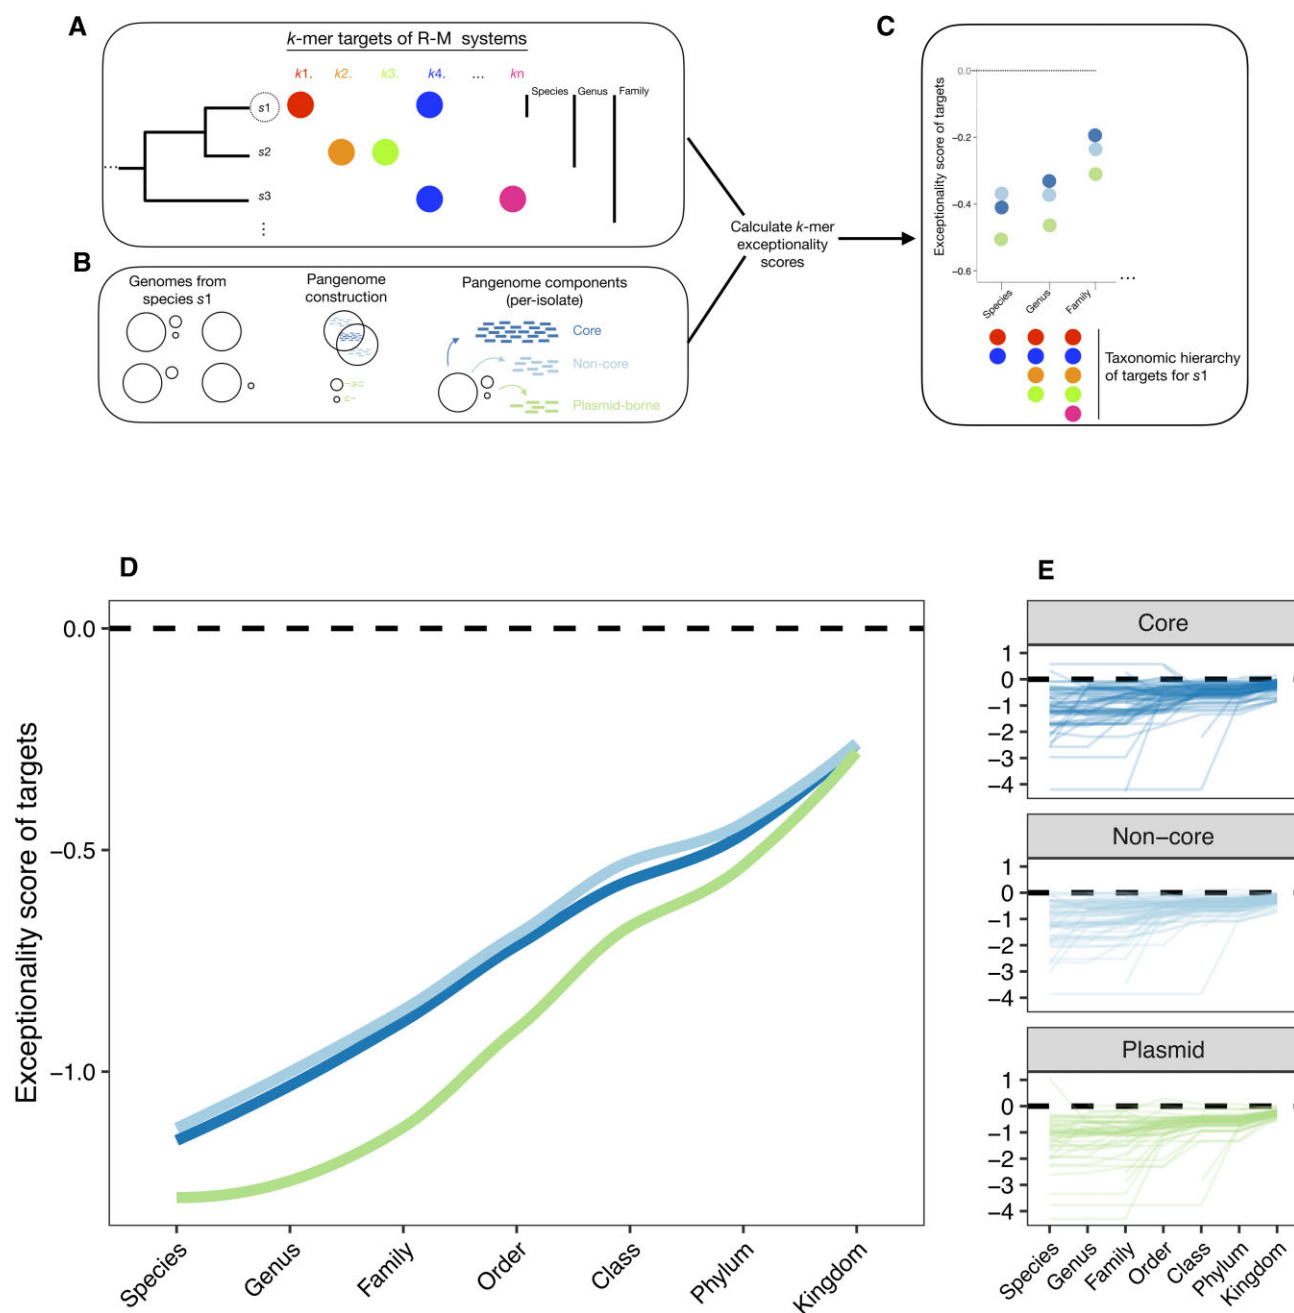 A
k-mer targets of R-M systems
k1. k2. k3. k4. ... kn
Species Genus Family
s1
s2
...
s3
⋮
B
Genomes from
species s1
Pangenome
construction
Pangenome components
(per-isolate)
Core
Non-core
Plasmid-borne
Calculate k-mer
exceptionality
scores
C
Exceptionality score of targets
0.0
−0.2
−0.4
−0.6
...
Species Genus Family
Taxonomic hierarchy
of targets for s1
D
Exceptionality score of targets
0.0
−0.5
−1.0
Species Genus Family Order Class Phylum Kingdom
E
Core
1
0
−1
−2
−3
−4
Non−core
1
0
−1
−2
−3
−4
Plasmid
1
0
−1
−2
−3
−4
Species Genus Family Order Class Phylum Kingdom